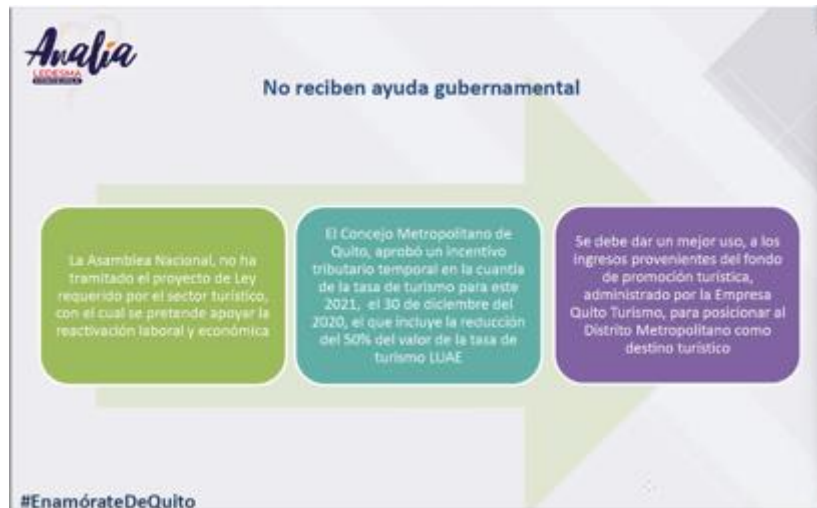 Analía
LEDESMA
No reciben ayuda gubernamental
La Asamblea Nacional, no ha
tramitado el proyecto de Ley
requerido por el sector turístico,
con el cual se pretende apoyar la
reactivación laboral y económica
El Concejo Metropolitano de
Quito, aprobó un incentivo
tributario temporal en la cuantía
de la tasa de turismo para este
2021, el 30 de diciembre del
2020, el que incluye la reducción
del 50% del valor de la tasa de
turismo LUAE
Se debe dar un mejor uso, a los
ingresos provenientes del fondo
de promoción turística,
administrado por la Empresa
Quito Turismo, para posicionar al
Distrito Metropolitano como
destino turístico
#EnamórateDeQuito